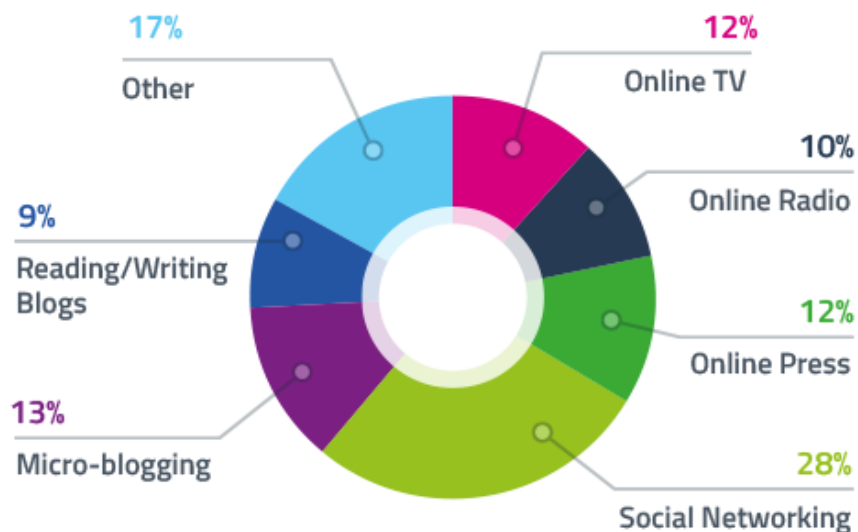 17%
Other
12%
Online TV
10%
Online Radio
9%
Reading/Writing
Blogs
12%
Online Press
13%
Micro-blogging
28%
Social Networking